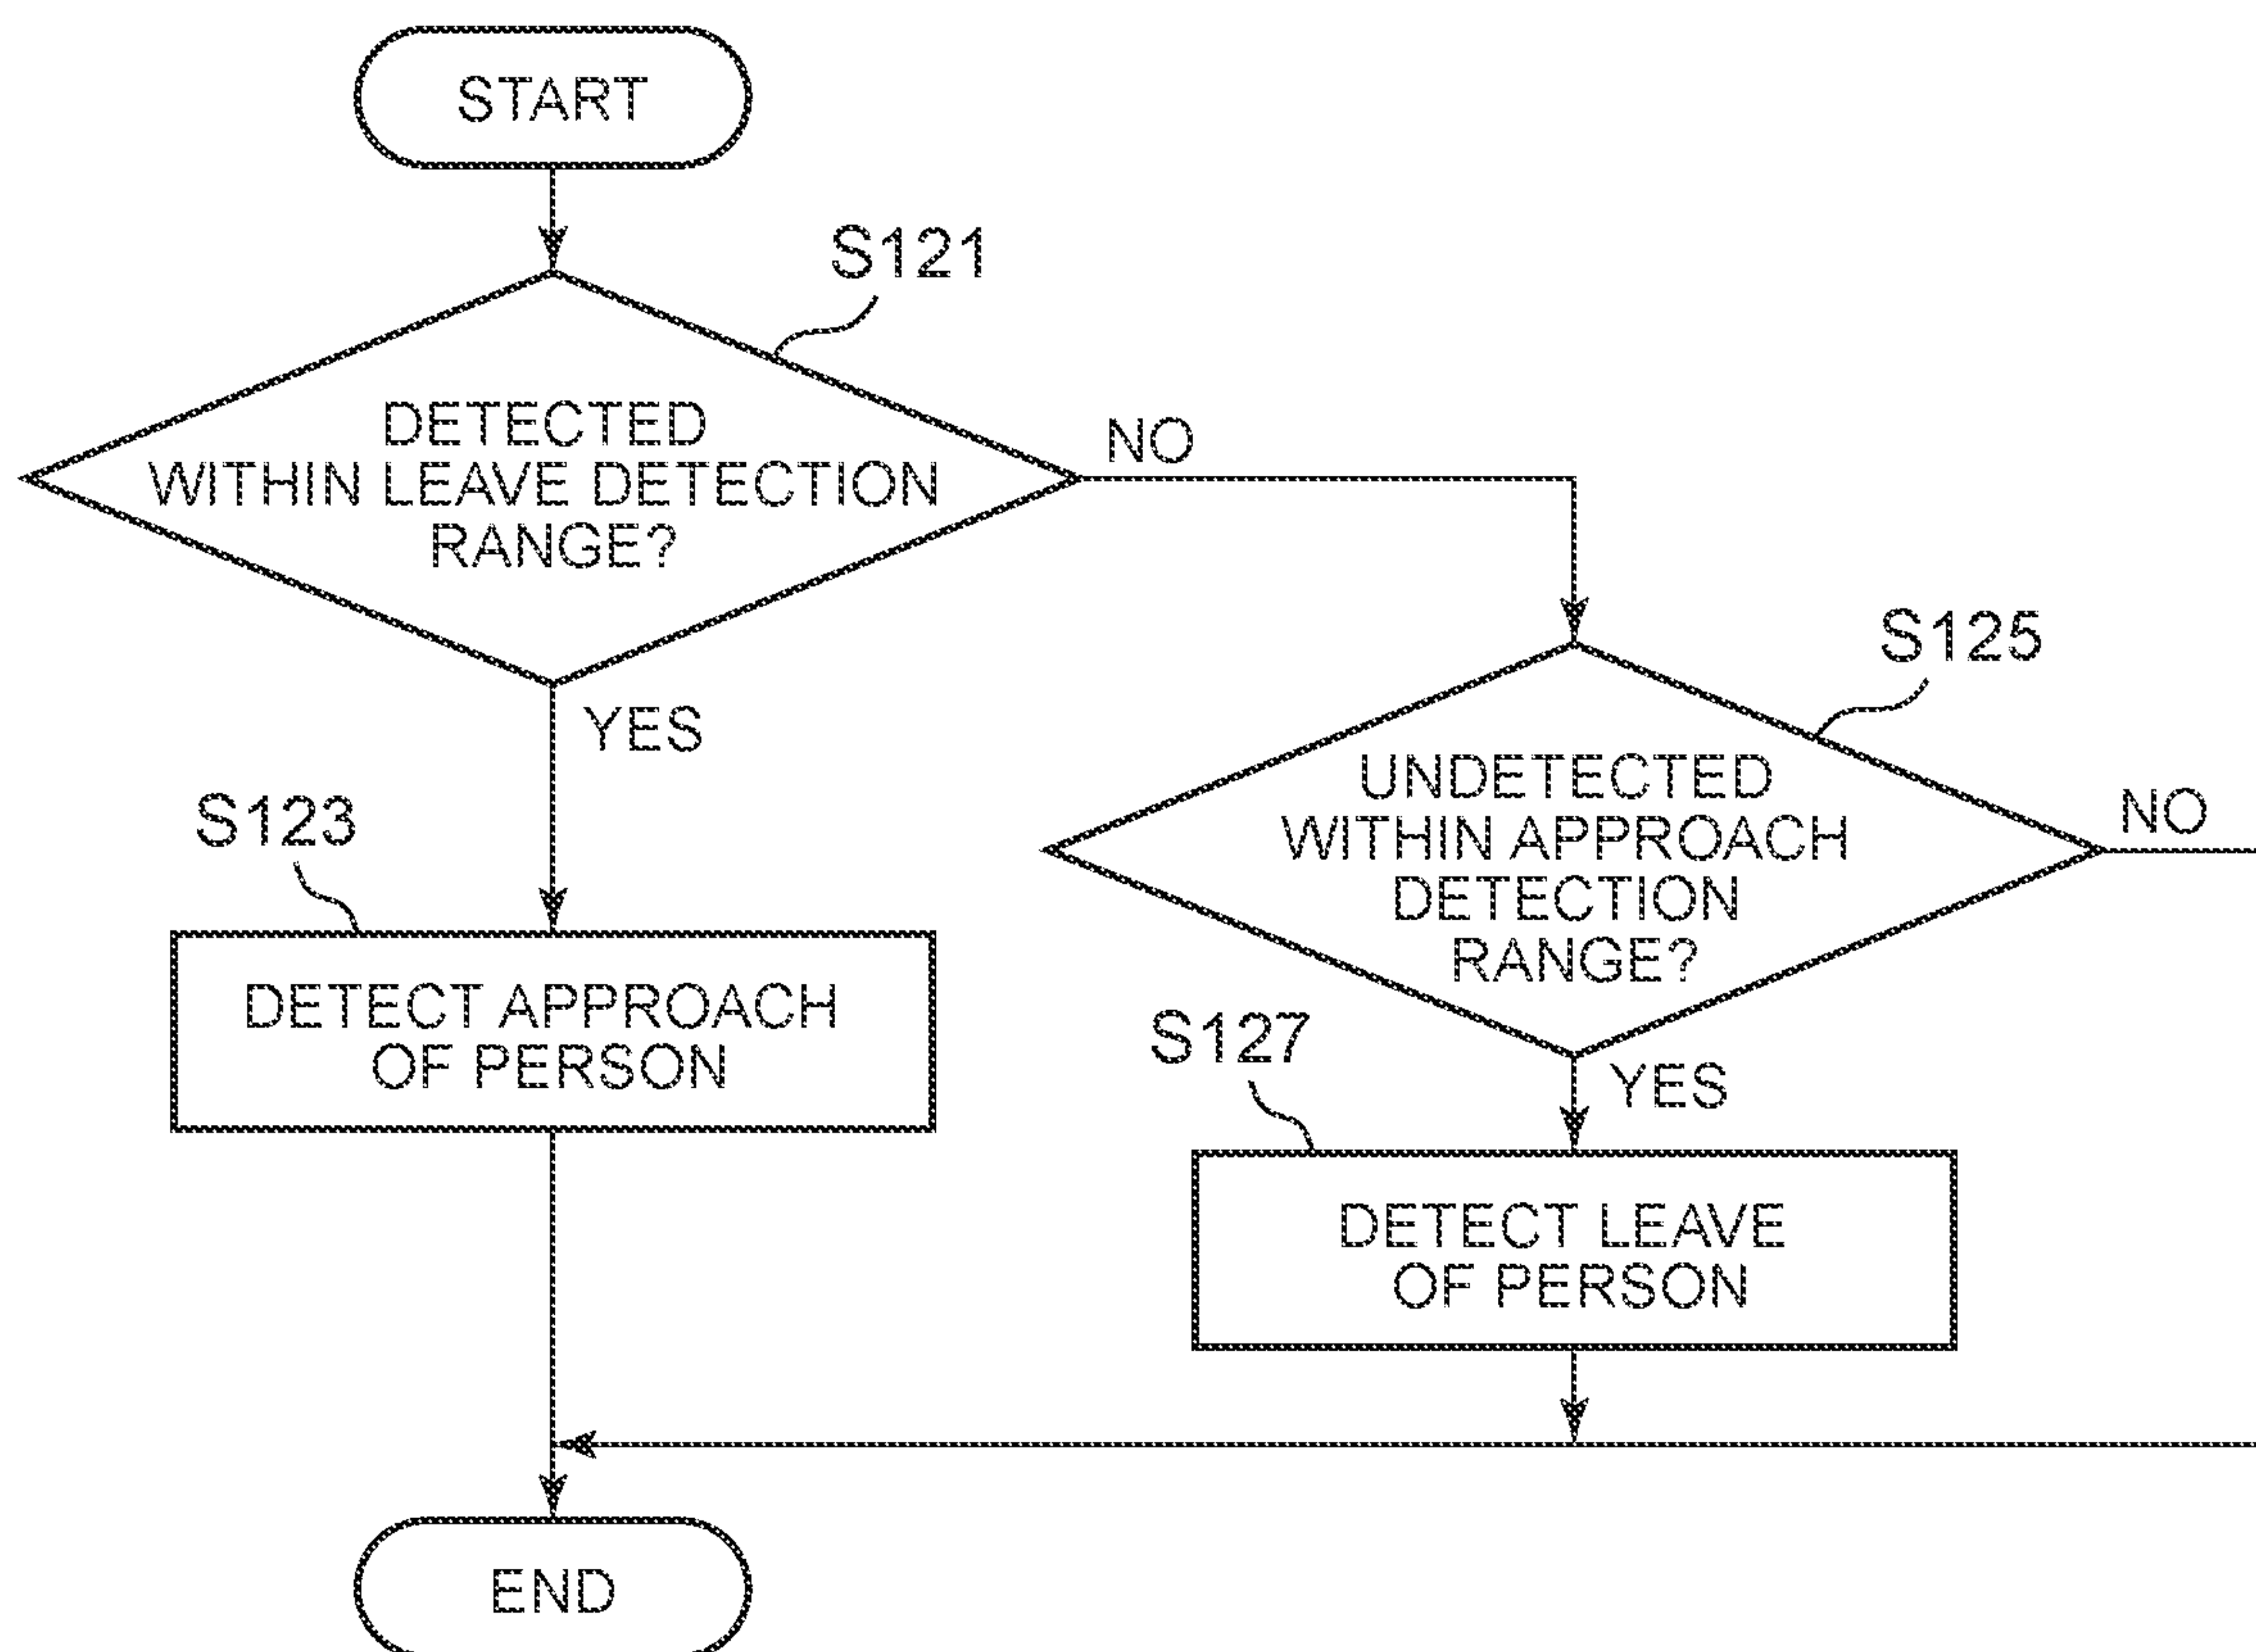 START
S121
DETECTED
WITHIN LEAVE DETECTION
RANGE?
NO
YES
S123
DETECT APPROACH
OF PERSON
S125
UNDETECTED
WITHIN APPROACH
DETECTION
RANGE?
NO
YES
S127
DETECT LEAVE
OF PERSON
END